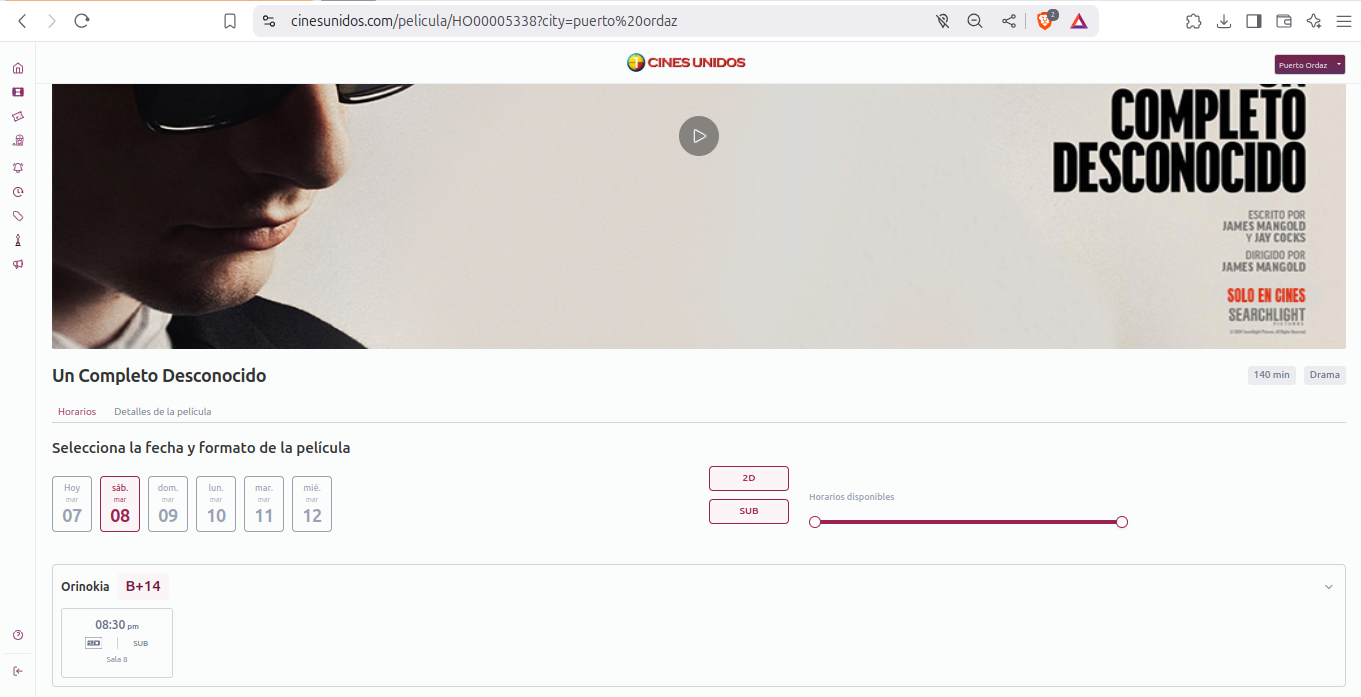 cinesunidos.com/pelicula/HO00005338?city=puerto%20ordaz
2
CINES UNIDOS
Puerto Ordaz
UN
COMPLETO
DESCONOCIDO
ESCRITO POR
JAMES MANGOLD
Y JAY COCKS
DIRIGIDO POR
JAMES MANGOLD
SOLO EN CINES
SEARCHLIGHT
PICTURES
Un Completo Desconocido
140 min
Drama
Horarios
Detalles de la película
Selecciona la fecha y formato de la película
Hoy
mar
07
sáb.
mar
08
dom.
mar
09
lun.
mar
10
mar.
mar
11
mié.
mar
12
2D
SUB
Horarios disponibles
Orinokia
B+14
08:30 pm
2D
SUB
Sala 8